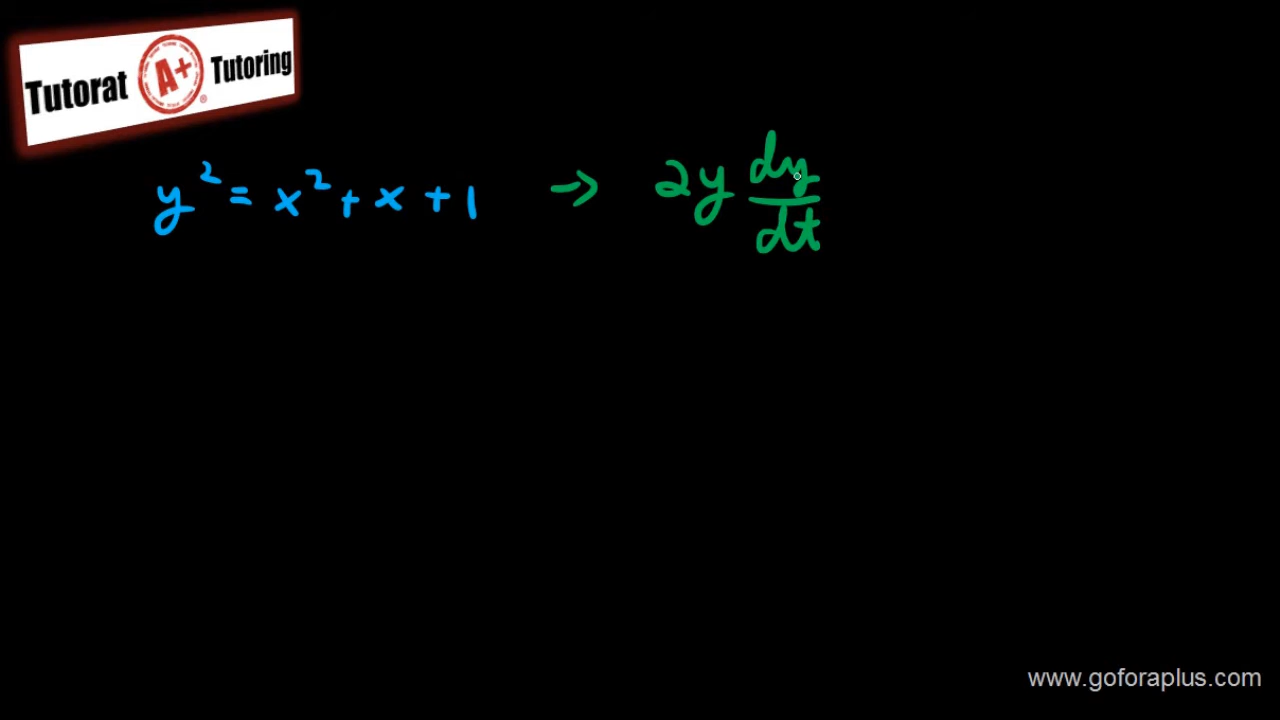 Tutorat A+ Tutoring
y² = x² + x + 1 → 2y dy/dt
www.goforaplus.com